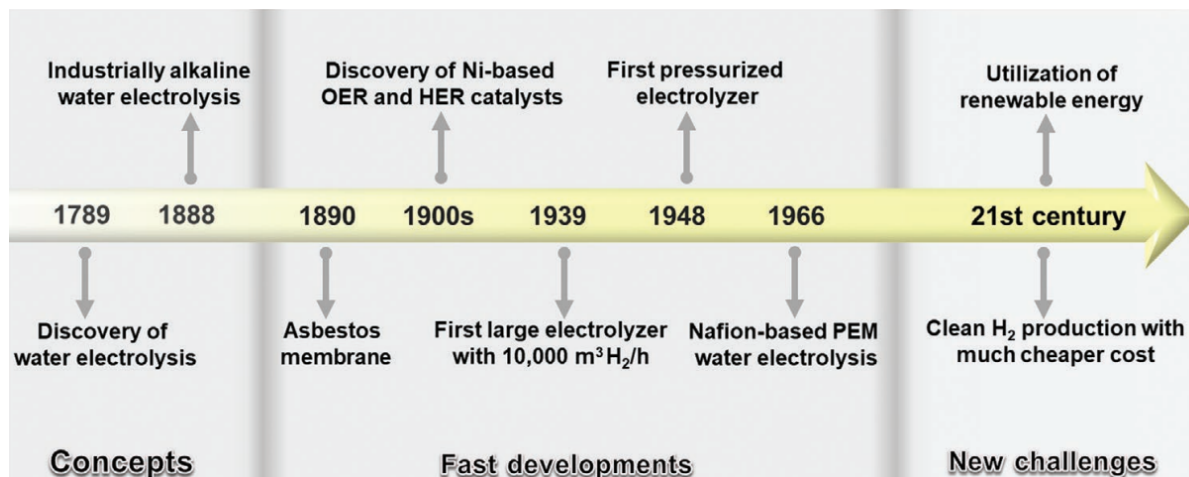 Industrially alkaline
water electrolysis
Discovery of Ni-based
OER and HER catalysts
First pressurized
electrolyzer
Utilization of
renewable energy
1789 1888 1890 1900s 1939 1948 1966 21st century
Discovery of
water electrolysis
Asbestos
membrane
First large electrolyzer
with 10,000 m³ H₂/h
Nafion-based PEM
water electrolysis
Clean H₂ production with
much cheaper cost
Concepts
Fast developments
New challenges